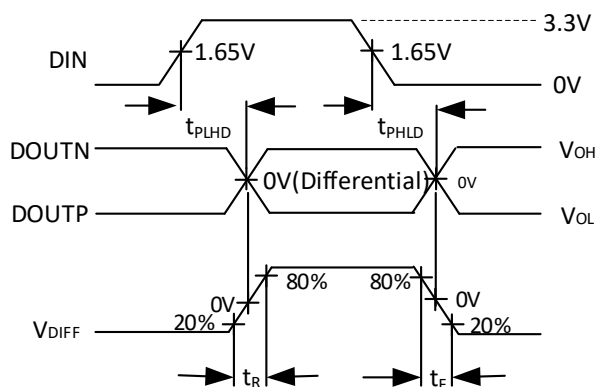 3.3V
DIN 1.65V 1.65V
0V
tPLHD tPHLD
DOUTN VOH
0V(Differential) 0V
DOUTP VOL
80% 80%
0V 0V
20% 20%
VDIFF
tR tF